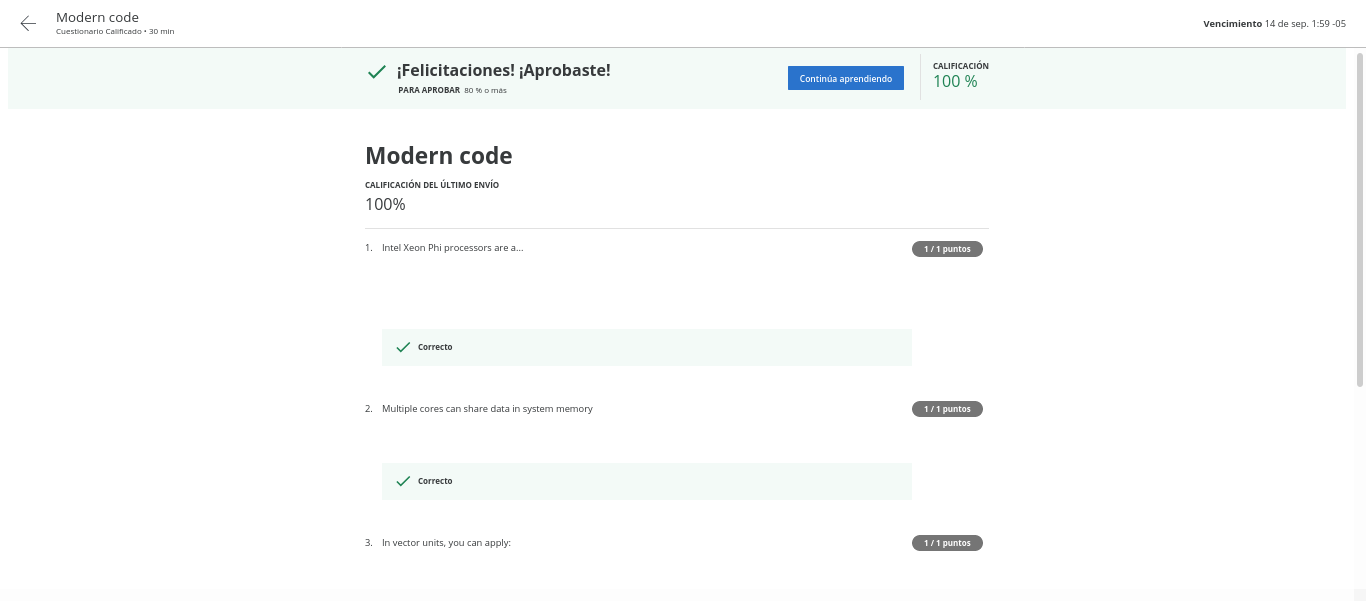 Modern code
Cuestionario Calificado • 30 min
Vencimiento 14 de sep. 1:59 -05
¡Felicitaciones! ¡Aprobaste!
PARA APROBAR 80 % o más
Continúa aprendiendo
CALIFICACIÓN
100 %
Modern code
CALIFICACIÓN DEL ÚLTIMO ENVÍO
100%
1. Intel Xeon Phi processors are a...
1 / 1 puntos
Correcto
2. Multiple cores can share data in system memory
1 / 1 puntos
Correcto
3. In vector units, you can apply:
1 / 1 puntos